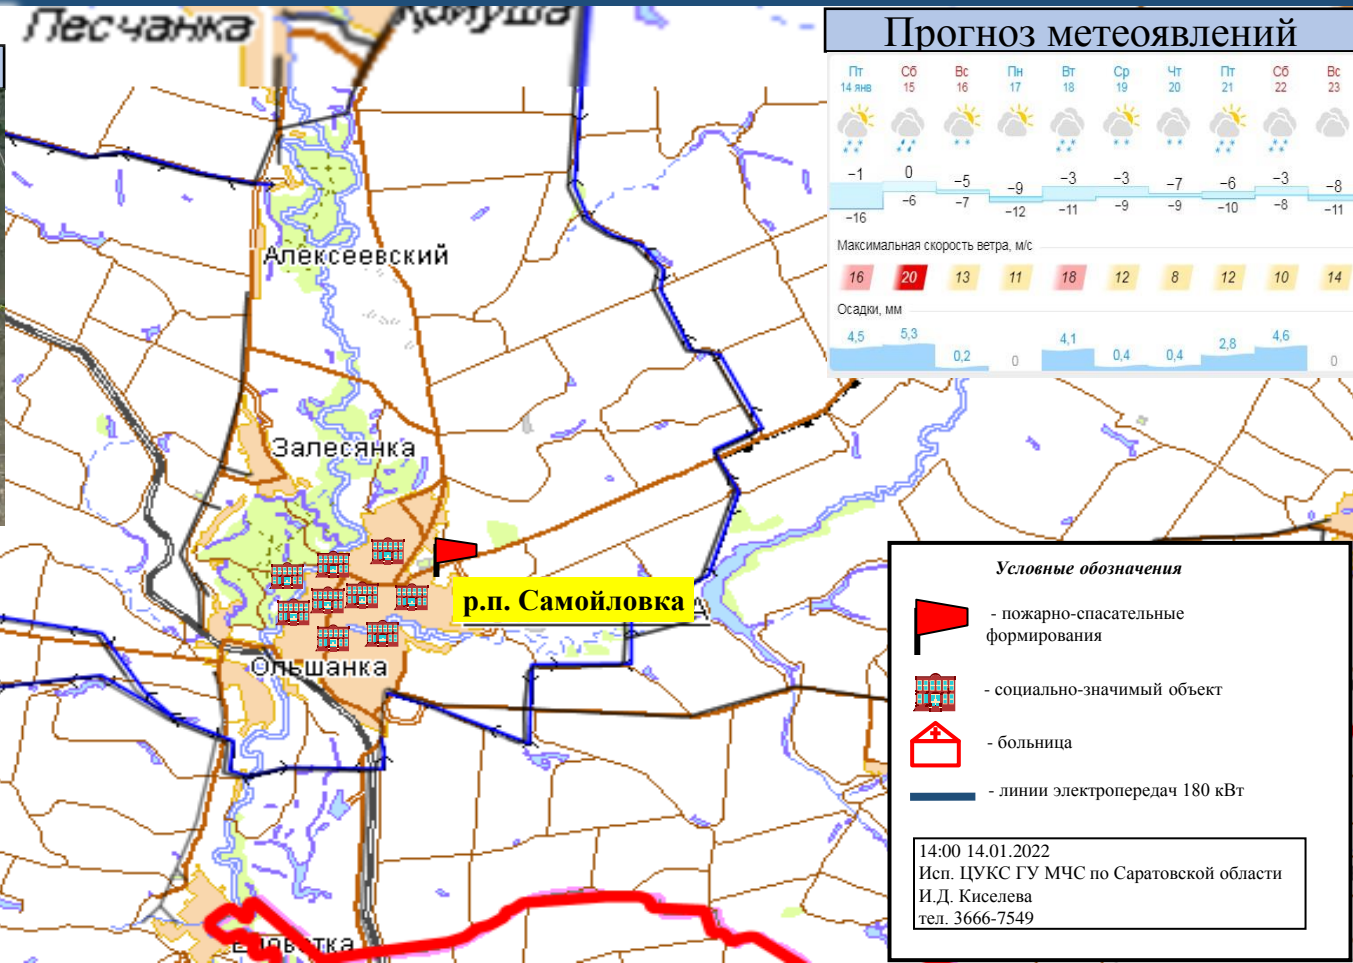 Песчанка
Прогноз метеоявлений
Пт Сб Вс Пн Вт Ср Чт Пт Сб Вс
14 янв 15 16 17 18 19 20 21 22 23
−1 0 −5 −9 −3 −3 −7 −6 −3 −8
−16 −6 −7 −12 −11 −9 −9 −10 −8 −11
Максимальная скорость ветра, м/с
16 20 13 11 18 12 8 12 10 14
Осадки, мм
4,5 5,3 0,2 0 4,1 0,4 0,4 2,8 4,6 0
Алексеевский
Залесянка
р.п. Самойловка
Ольшанка
Условные обозначения
- пожарно-спасательные
формирования
- социально-значимый объект
- больница
- линии электропередач 180 кВт
14:00 14.01.2022
Исп. ЦУКС ГУ МЧС по Саратовской области
И.Д. Киселева
тел. 3666-7549